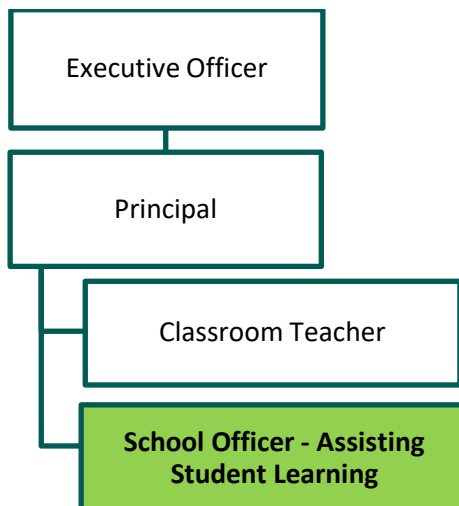 Executive Officer
Principal
Classroom Teacher
School Officer - Assisting
Student Learning